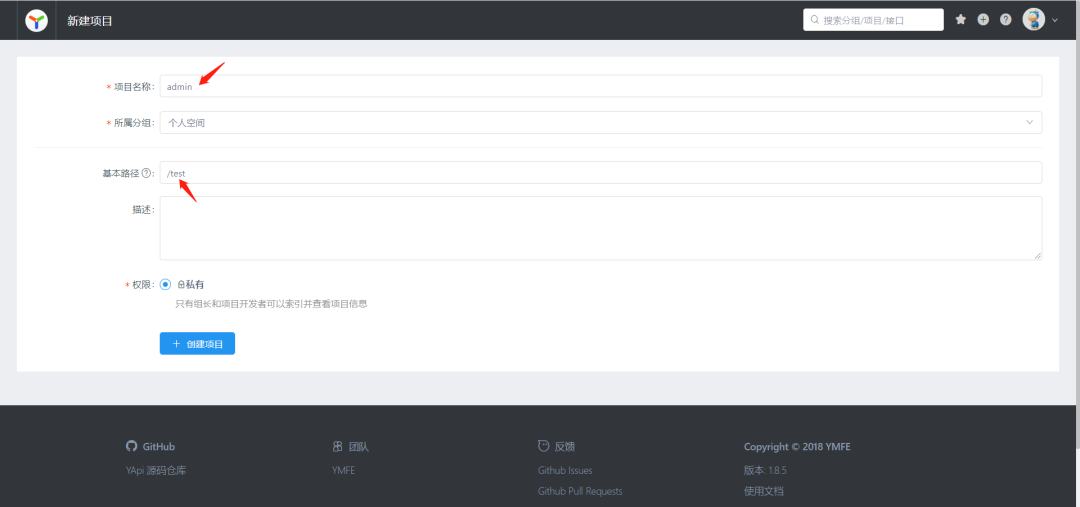 新建项目
搜索分组/项目/接口
* 项目名称: admin
* 所属分组: 个人空间
基本路径 ?: /test
描述:
* 权限: 私有
只有组长和项目开发者可以索引并查看项目信息
+ 创建项目
GitHub 团队 反馈 Copyright © 2018 YMFE
YApi 源码仓库 YMFE Github Issues 版本: 1.8.5
Github Pull Requests 使用文档